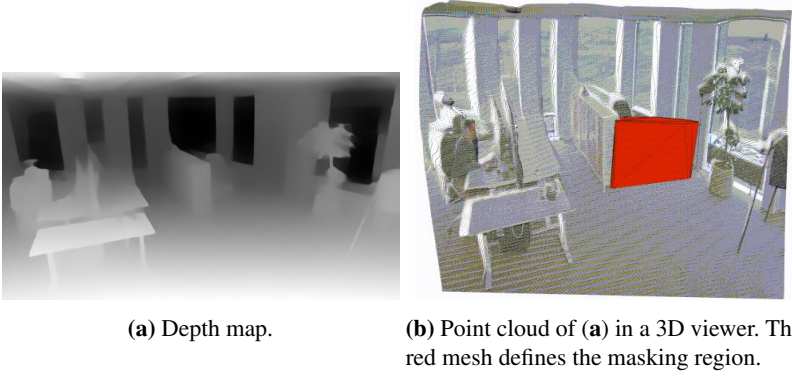 (a) Depth map.
(b) Point cloud of (a) in a 3D viewer. Th
red mesh defines the masking region.